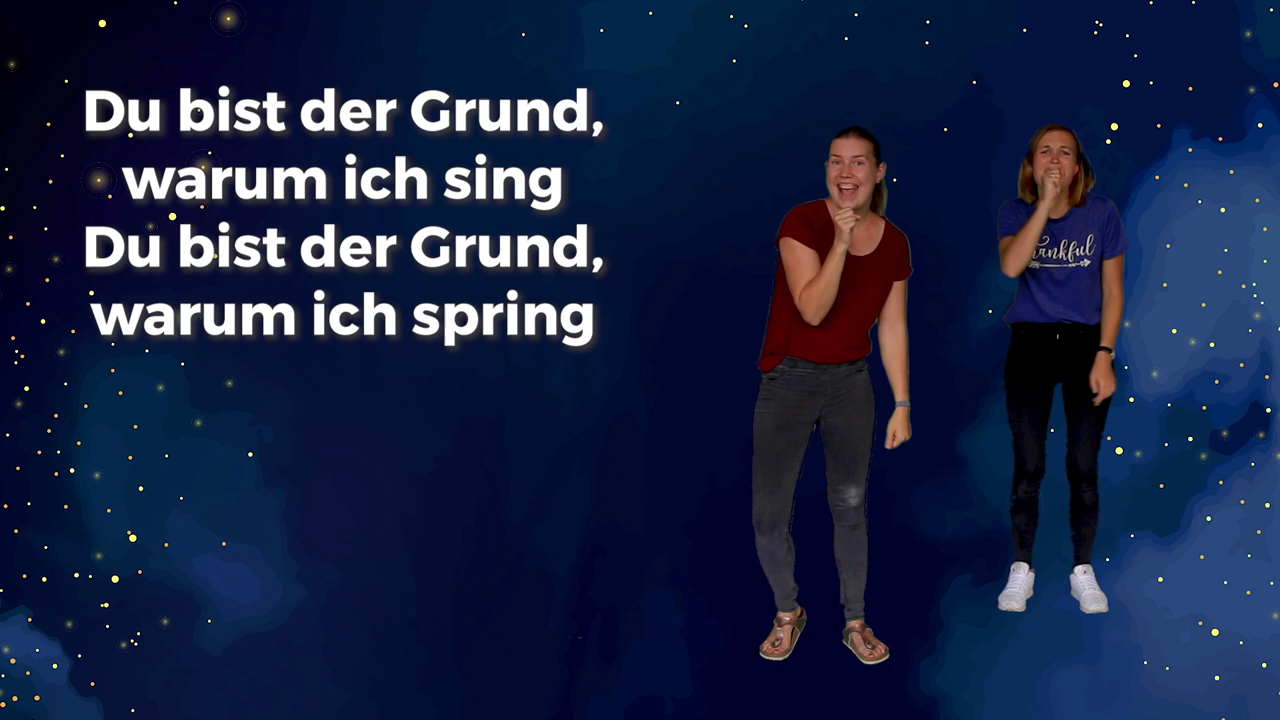 Du bist der Grund,
warum ich sing
Du bist der Grund,
warum ich spring